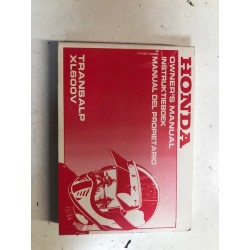 HONDA
OWNER'S MANUAL
INSTRUKTIEBOEK
MANUAL DEL PROPIETARIO
TRANSALP
XL600V